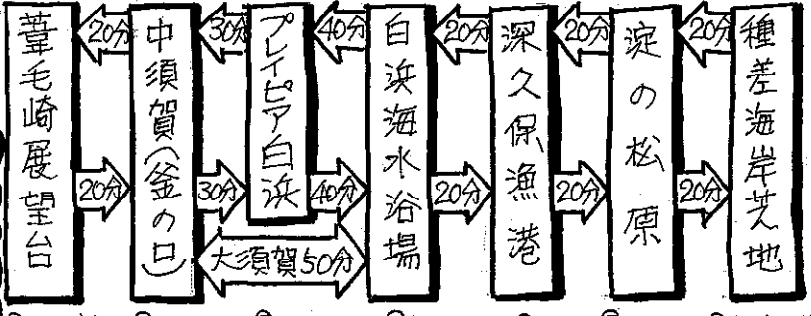 葦毛崎展望台
20分
20分
中須賀(釜の口)
30分
30分
プレイピア白浜
40分
40分
大須賀50分
白浜海水浴場
20分
20分
深久保漁港
20分
20分
淀の松原
20分
20分
種差海岸芝地